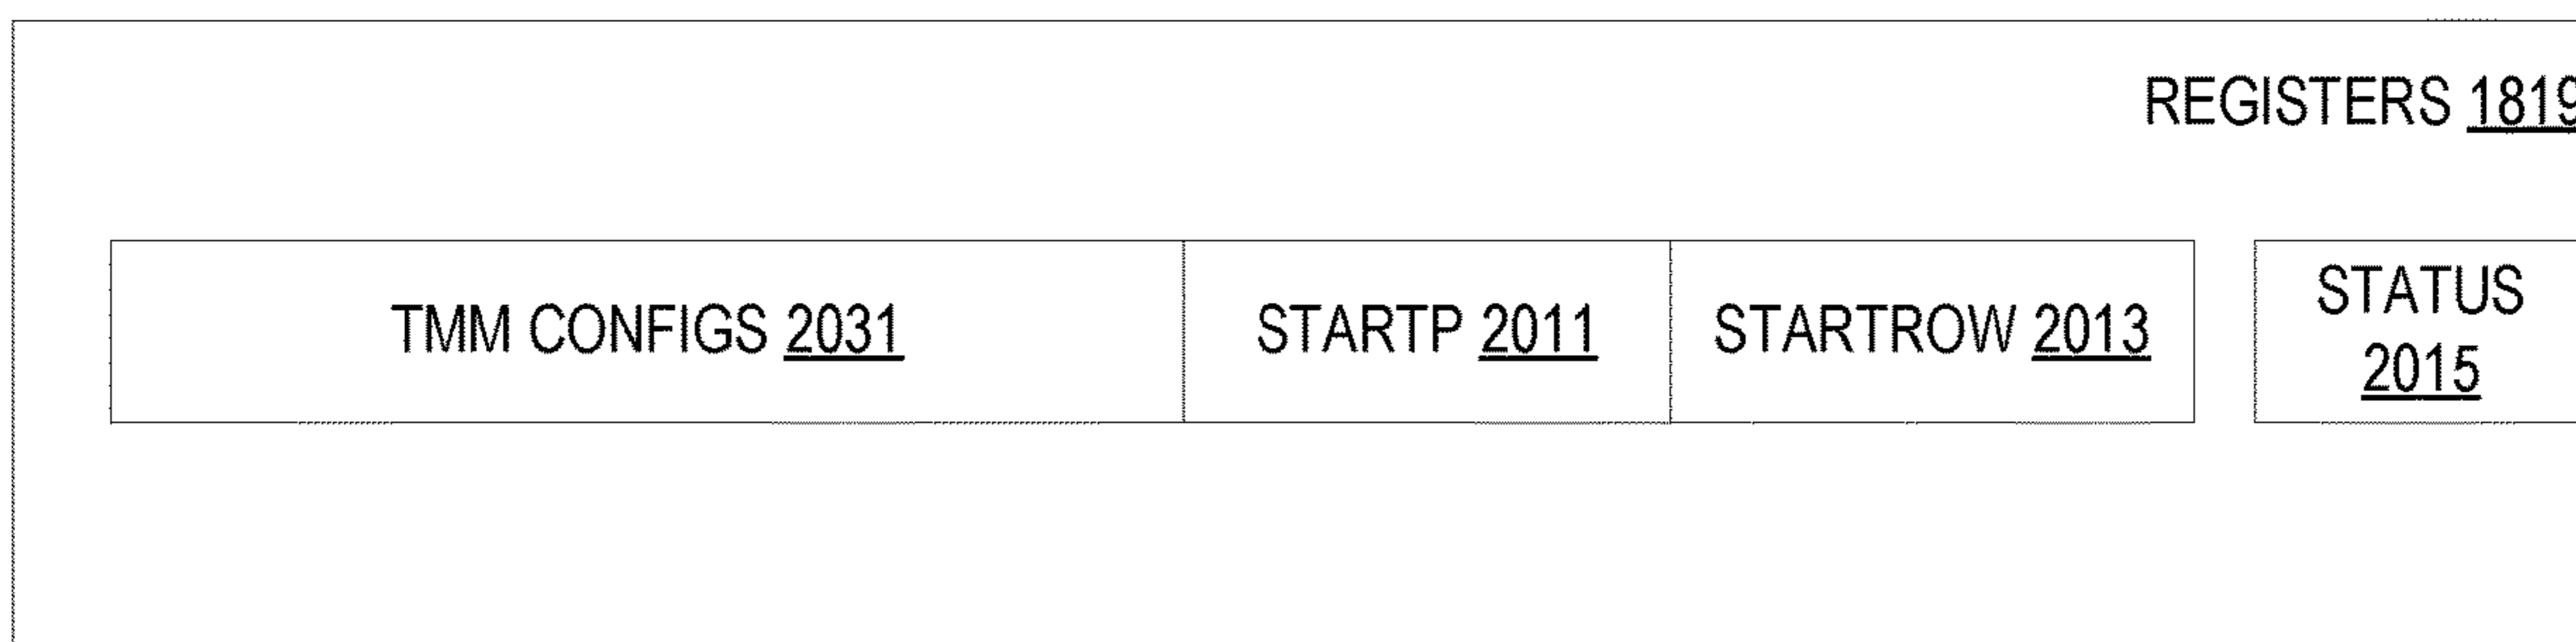 REGISTERS 1819
TMM CONFIGS 2031
STARTP 2011
STARTROW 2013
STATUS
2015